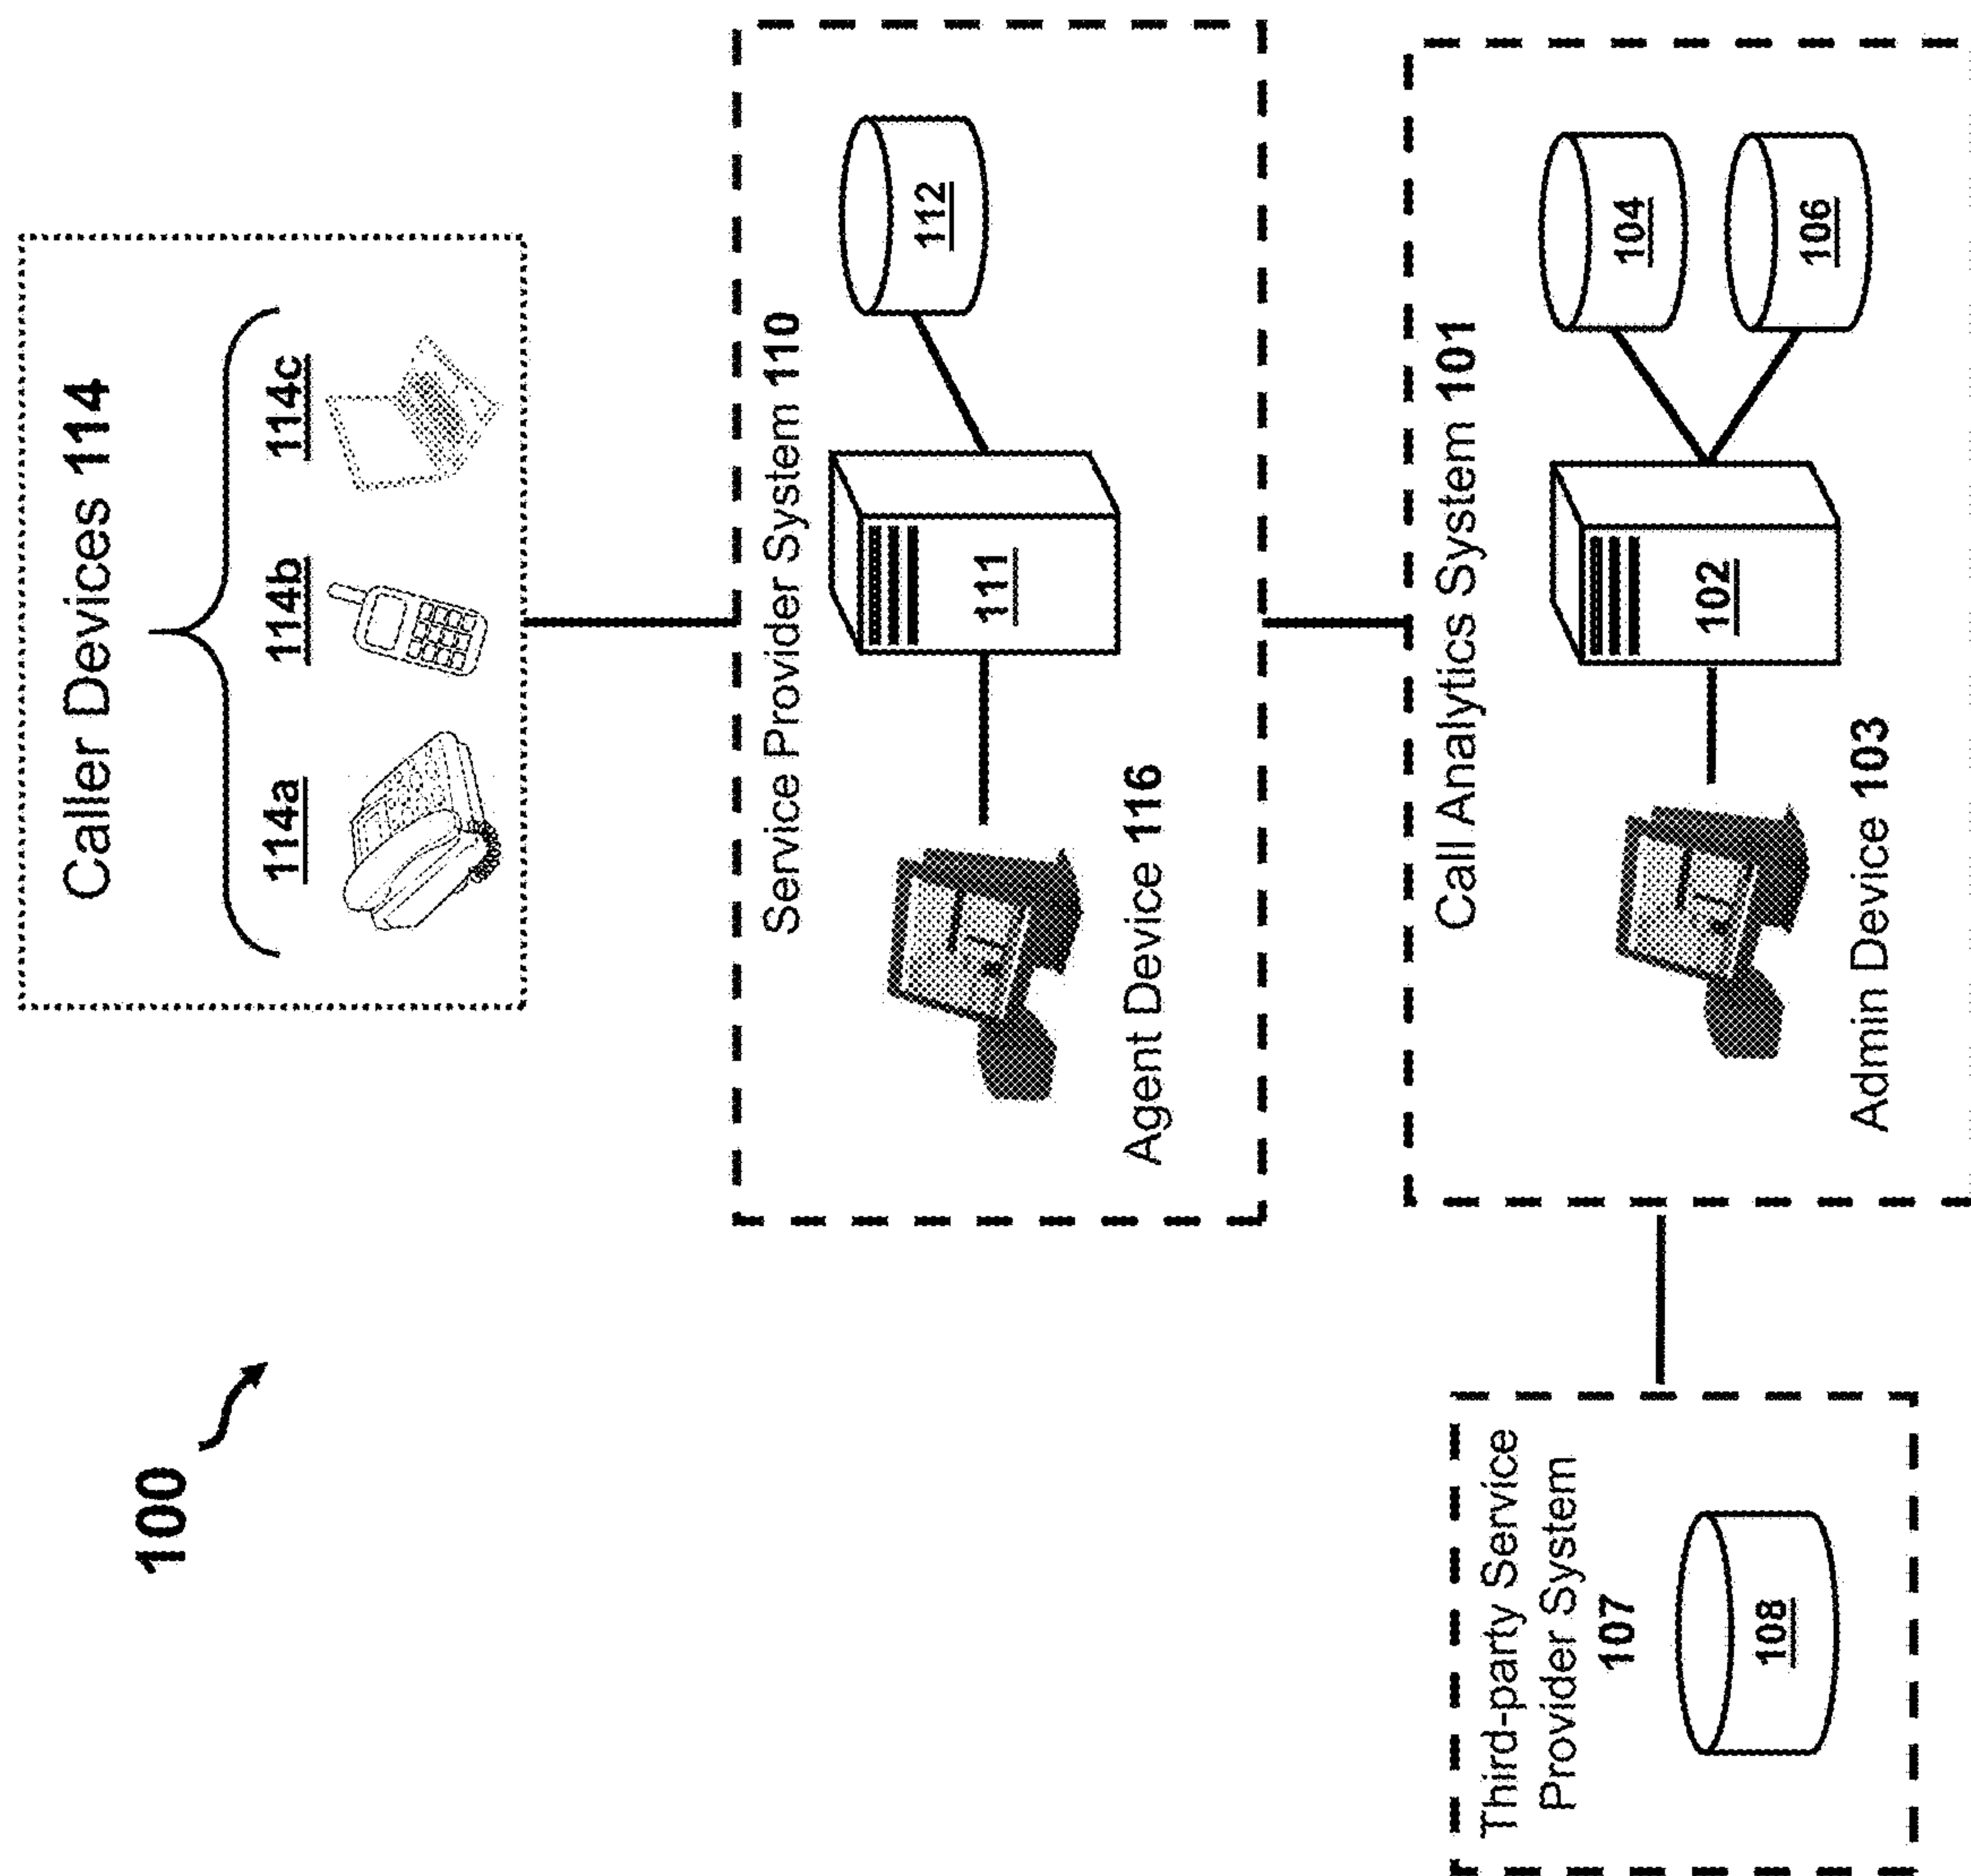 100
Caller Devices 114
114a
114b
114c
Service Provider System 110
111
112
Agent Device 116
Third-party Service
Provider System
107
108
Call Analytics System 101
102
104
106
Admin Device 103